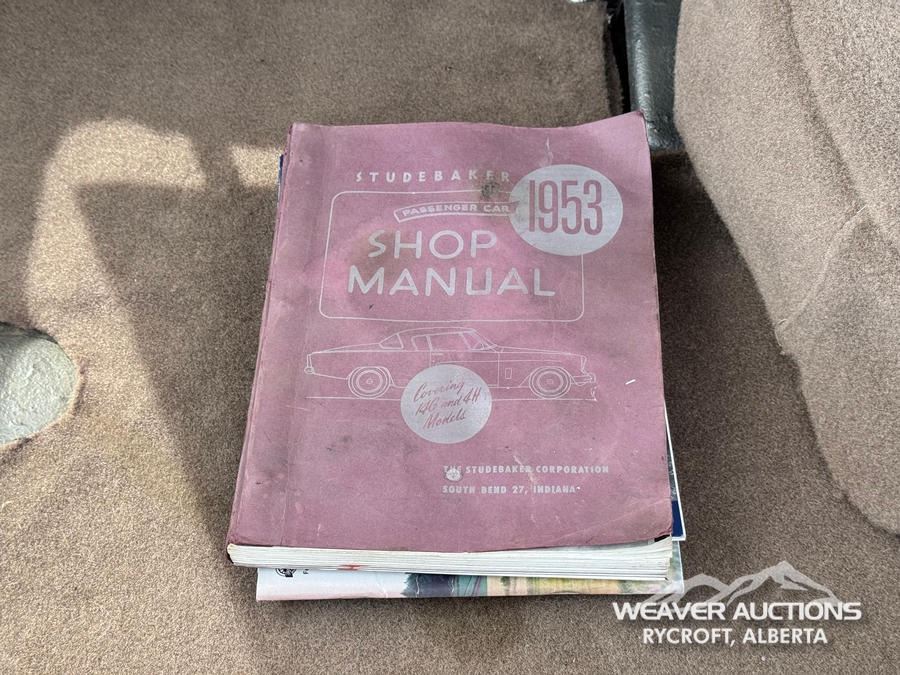 STUDEBAKER
PASSENGER CAR
1953
SHOP
MANUAL
Covering
14G and 4H
Models
THE STUDEBAKER CORPORATION
SOUTH BEND 27, INDIANA
WEAVER AUCTIONS
RYCROFT, ALBERTA